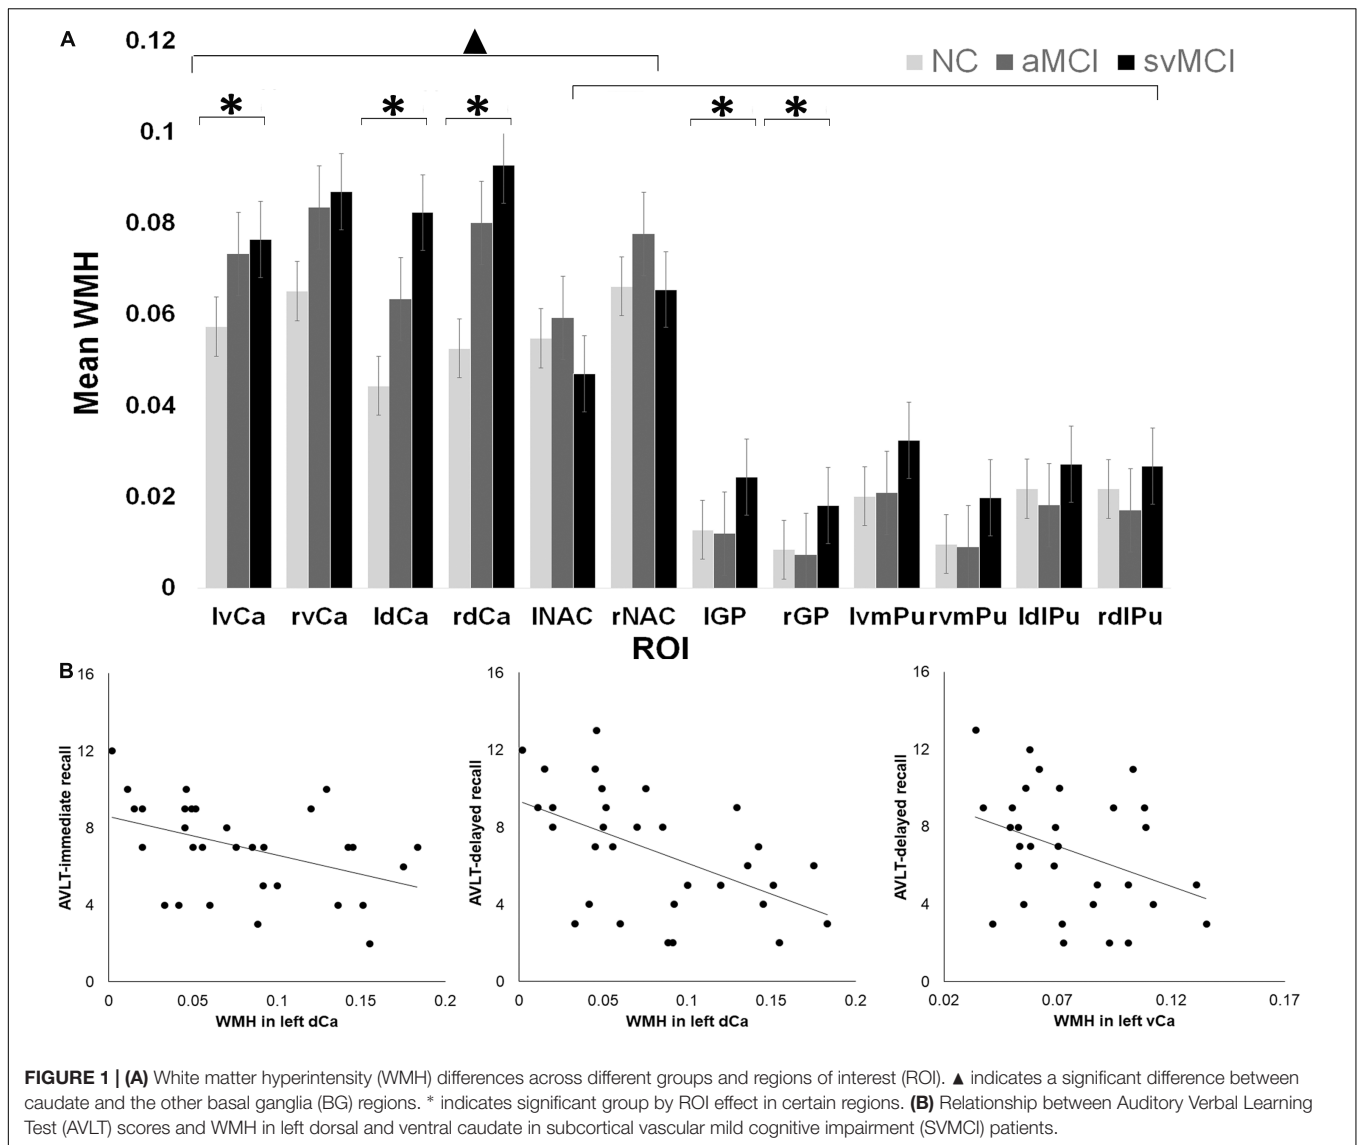 A
▲
NC aMCI svMCI
* * * * *
0.12
0.1
0.08
0.06
0.04
0.02
0
Mean WMH
lvCa rvCa ldCa rdCa lNAC rNAC lGP rGP lvmPu rvmPu ldlPu rdlPu
ROI
B
16
12
8
4
0
AVLT-immediate recall
0 0.05 0.1 0.15 0.2
WMH in left dCa
16
12
8
4
0
AVLT-delayed recall
0 0.05 0.1 0.15 0.2
WMH in left dCa
16
12
8
4
0
AVLT-delayed recall
0.02 0.07 0.12 0.17
WMH in left vCa
FIGURE 1 | (A) White matter hyperintensity (WMH) differences across different groups and regions of interest (ROI). ▲ indicates a significant difference between
caudate and the other basal ganglia (BG) regions. * indicates significant group by ROI effect in certain regions. (B) Relationship between Auditory Verbal Learning
Test (AVLT) scores and WMH in left dorsal and ventral caudate in subcortical vascular mild cognitive impairment (SVMCI) patients.